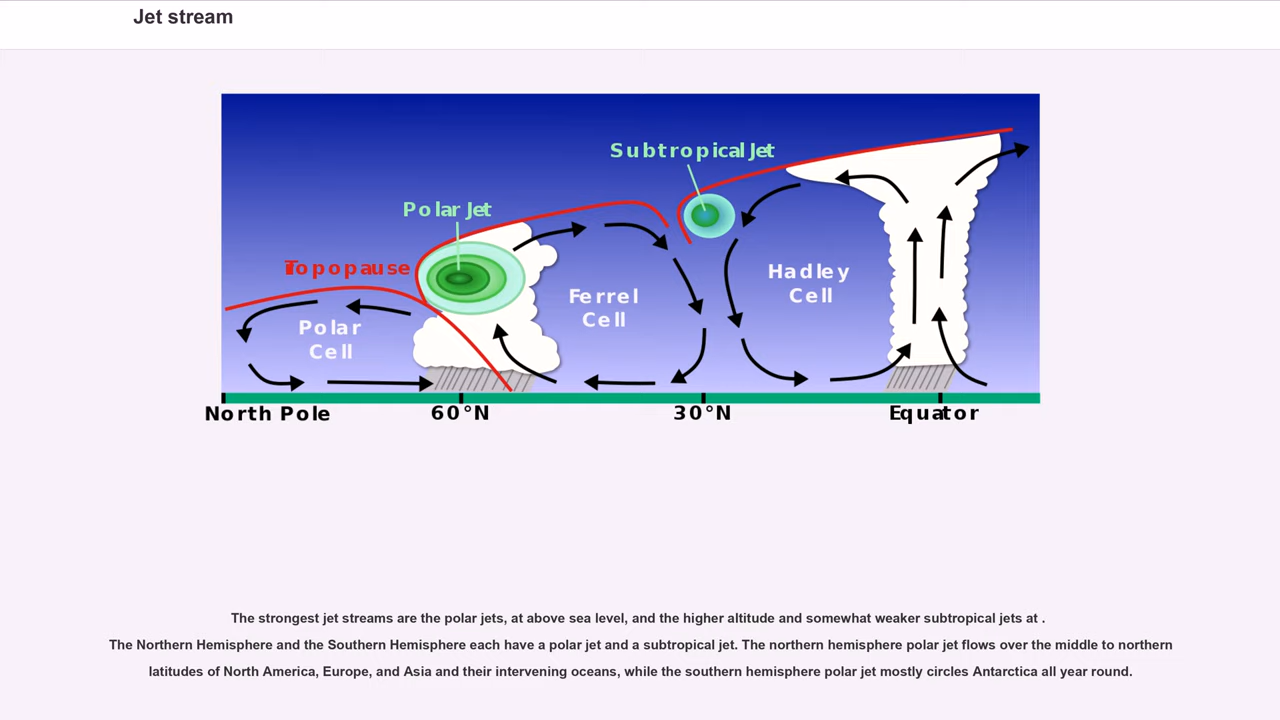 Jet stream
Subtropical Jet
Polar Jet
Topopause
Hadley
Cell
Ferrel
Cell
Polar
Cell
North Pole
60°N
30°N
Equator
The strongest jet streams are the polar jets, at above sea level, and the higher altitude and somewhat weaker subtropical jets at .
The Northern Hemisphere and the Southern Hemisphere each have a polar jet and a subtropical jet. The northern hemisphere polar jet flows over the middle to northern
latitudes of North America, Europe, and Asia and their intervening oceans, while the southern hemisphere polar jet mostly circles Antarctica all year round.